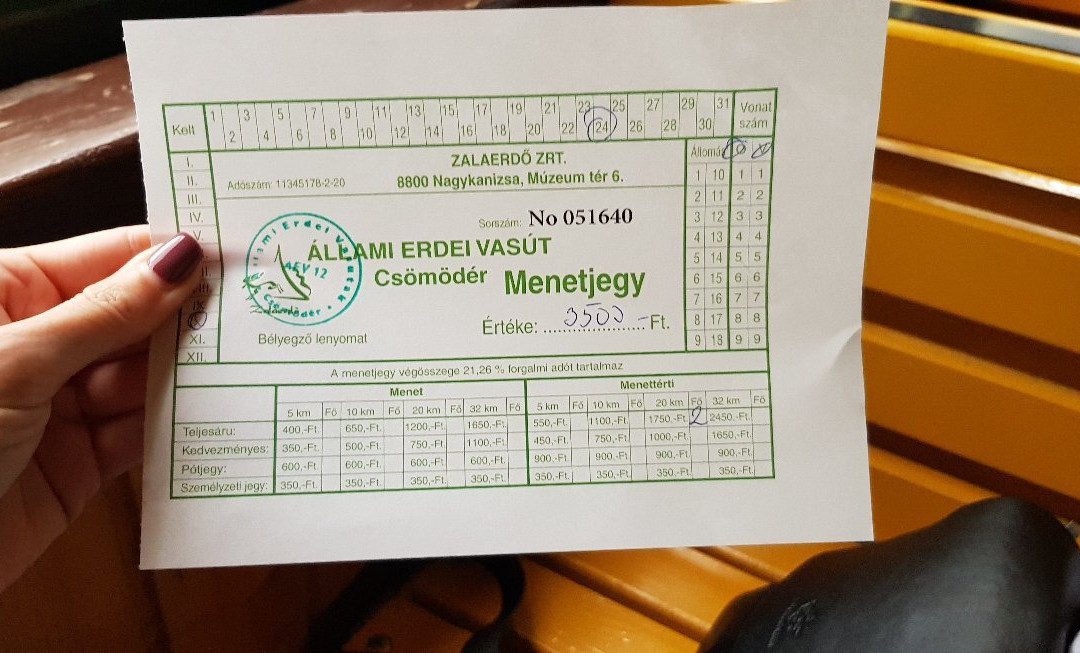 Kelt 1 2 3 4 5 6 7 8 9 10 11 12 13 14 15 16 17 18 19 20 21 22 23 24 25 26 27 28 29 30 31 Vonat szám
I.
II.
III.
IV.
V.
XI.
XII.
ZALAERDŐ ZRT.
Adószám: 11345178-2-20 8800 Nagykanizsa, Múzeum tér 6.
Sorszám: No 051640
ÁLLAMI ERDEI VASÚT
Csömödér Menetjegy
Értéke: 3500 -Ft.
Állami Erdei Vasutak
ÁEV 12
Csömödér
Bélyegző lenyomat
Állomás
1 10 1 1
2 11 2 2
3 12 3 3
4 13 4 4
5 14 5 5
6 15 6 6
7 16 7 7
8 17 8 8
9 18 9 9
A menetjegy végösszege 21,26 % forgalmi adót tartalmaz
Menet Menettérti
5 km Fő 10 km Fő 20 km Fő 32 km Fő 5 km Fő 10 km Fő 20 km Fő 32 km Fő
Teljesáru: 400,-Ft. 650,-Ft. 1200,-Ft. 1650,-Ft. 550,-Ft. 1100,-Ft. 1750,-Ft. 2 2450,-Ft.
Kedvezményes: 350,-Ft. 500,-Ft. 750,-Ft. 1100,-Ft. 450,-Ft. 750,-Ft. 1000,-Ft. 1650,-Ft.
Pótjegy: 600,-Ft. 600,-Ft. 600,-Ft. 600,-Ft. 900,-Ft. 900,-Ft. 900,-Ft. 900,-Ft.
Személyzeti jegy: 350,-Ft. 350,-Ft. 350,-Ft. 350,-Ft. 350,-Ft. 350,-Ft. 350,-Ft. 350,-Ft.